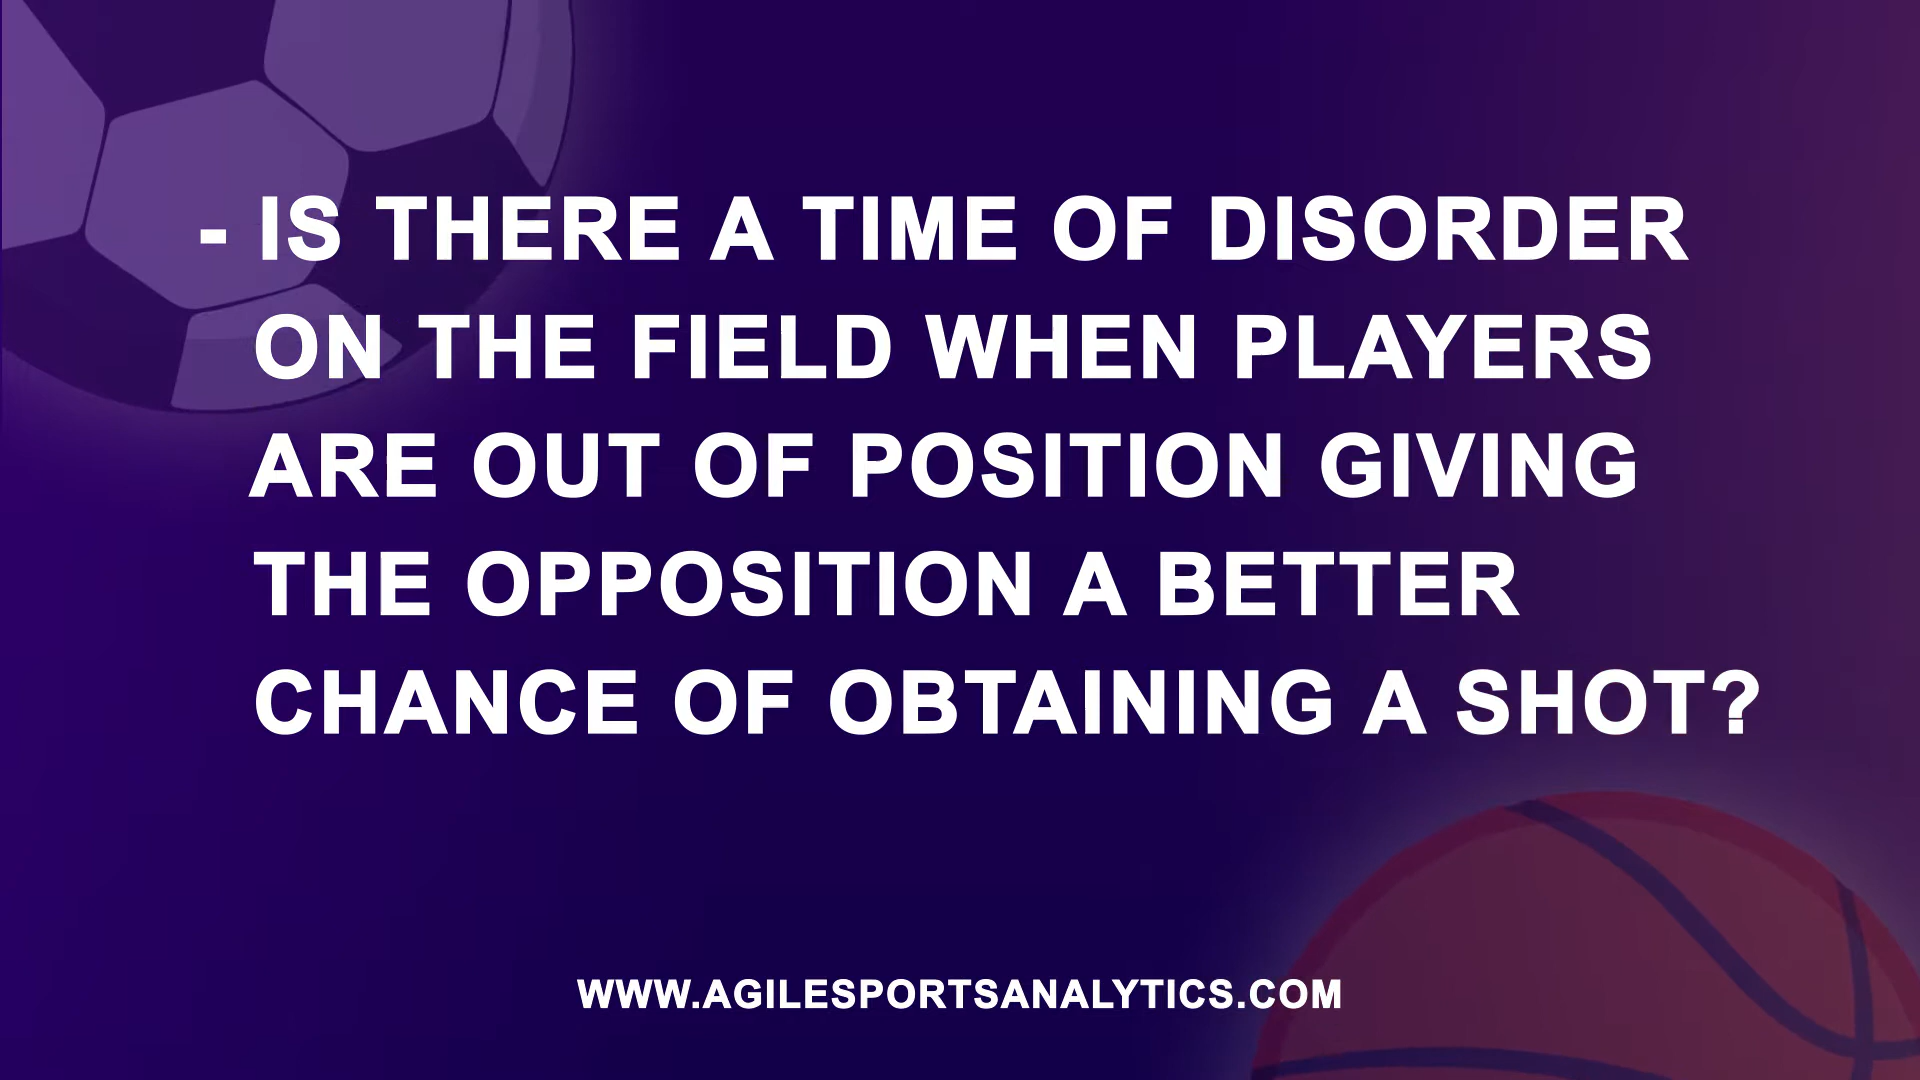 - IS THERE A TIME OF DISORDER
ON THE FIELD WHEN PLAYERS
ARE OUT OF POSITION GIVING
THE OPPOSITION A BETTER
CHANCE OF OBTAINING A SHOT?
WWW.AGILESPORTSANALYTICS.COM